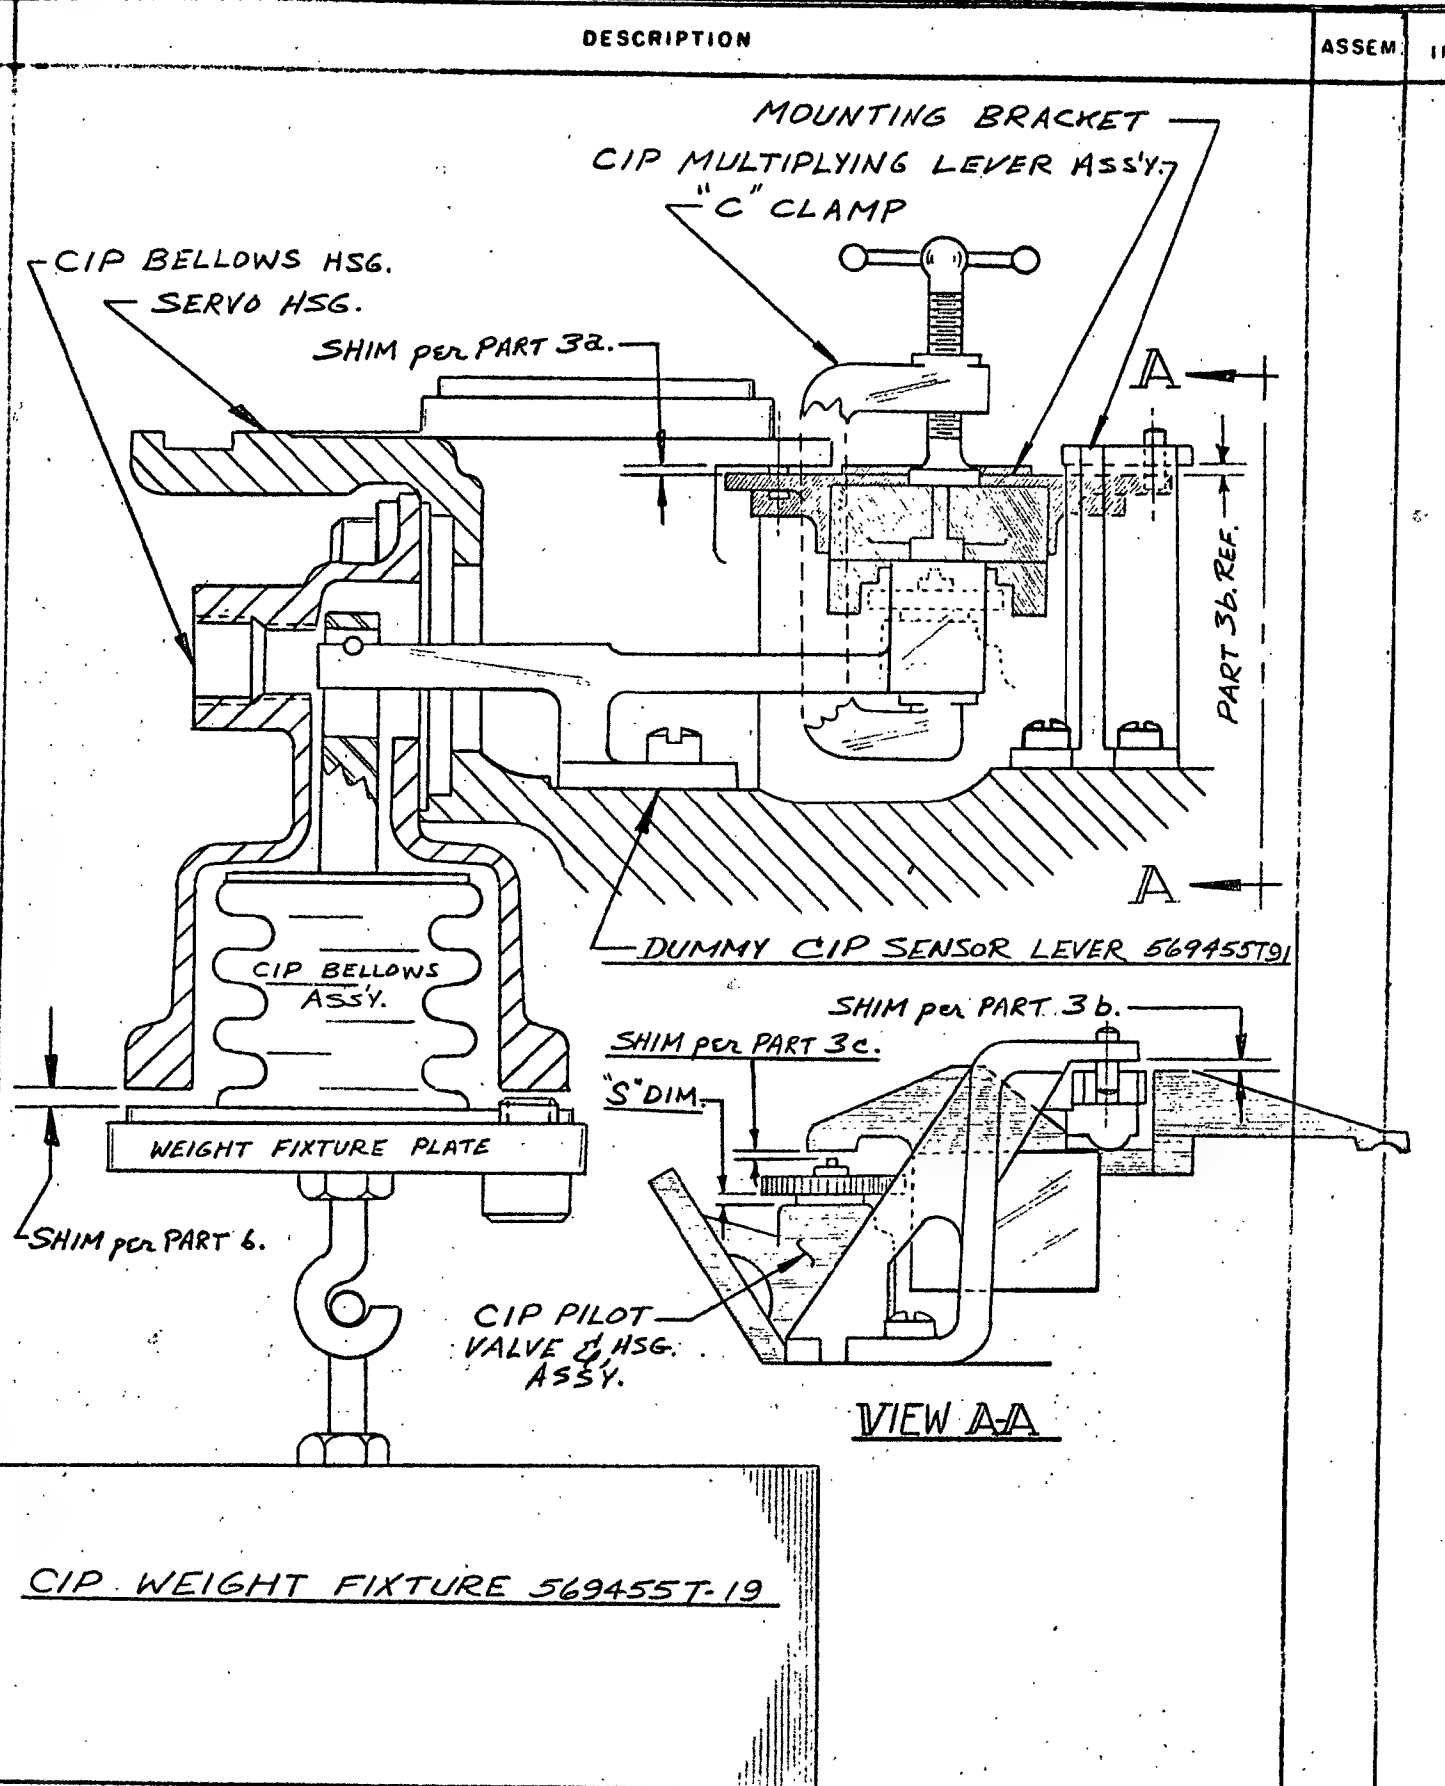 DESCRIPTION
ASSEM.
MOUNTING BRACKET
CIP MULTIPLYING LEVER ASS'Y.
"C" CLAMP
CIP BELLOWS HSG.
SERVO HSG.
SHIM per PART 3a.
A
PART 3b. REF.
A
DUMMY CIP SENSOR LEVER 569455T91
CIP BELLOWS
ASS'Y.
SHIM per PART 3b.
SHIM per PART 3c.
"S" DIM.
WEIGHT FIXTURE PLATE
SHIM per PART 6.
CIP PILOT
VALVE & HSG.
ASS'Y.
VIEW A-A
CIP WEIGHT FIXTURE 569455T-19